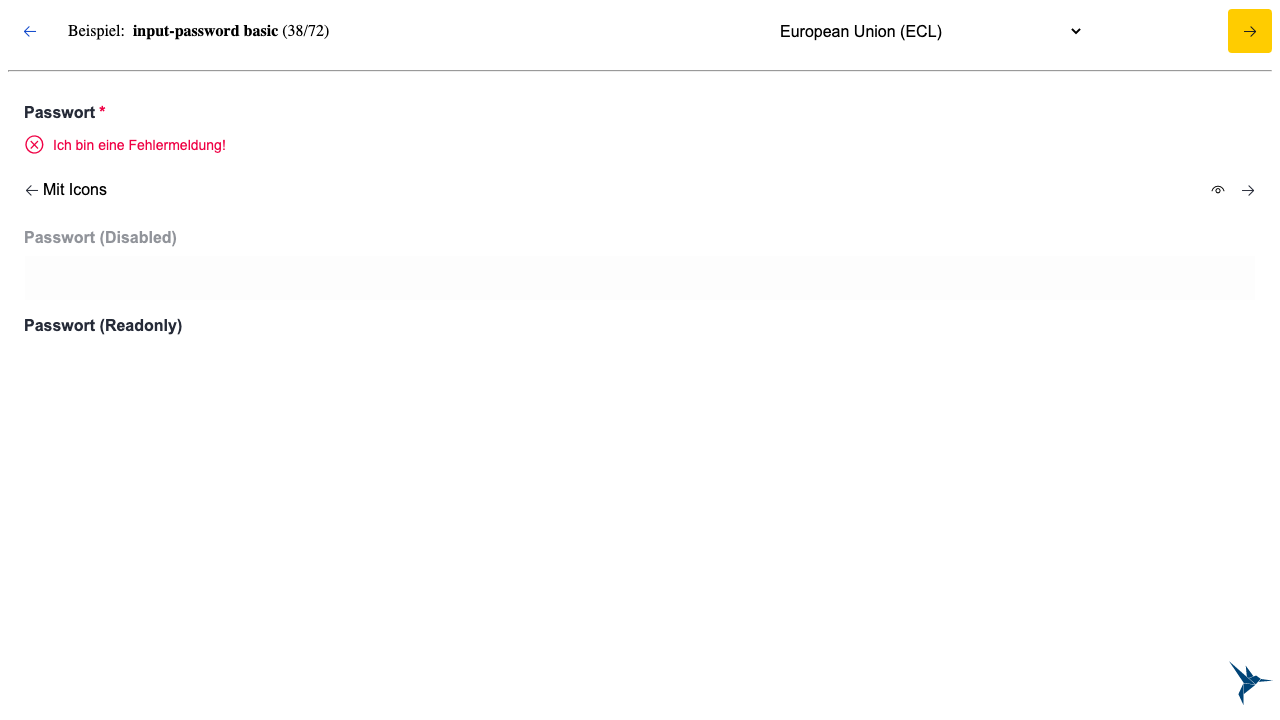 Beispiel: input-password basic (38/72)
European Union (ECL)
Passwort *
Ich bin eine Fehlermeldung!
Mit Icons
Passwort (Disabled)
Passwort (Readonly)